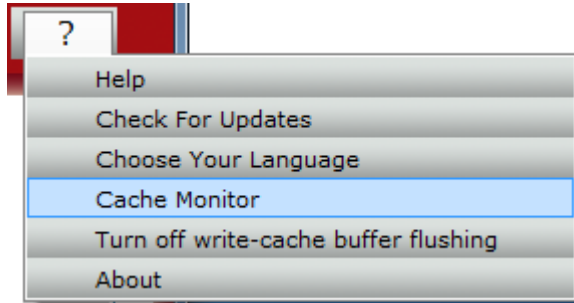 ?
Help
Check For Updates
Choose Your Language
Cache Monitor
Turn off write-cache buffer flushing
About